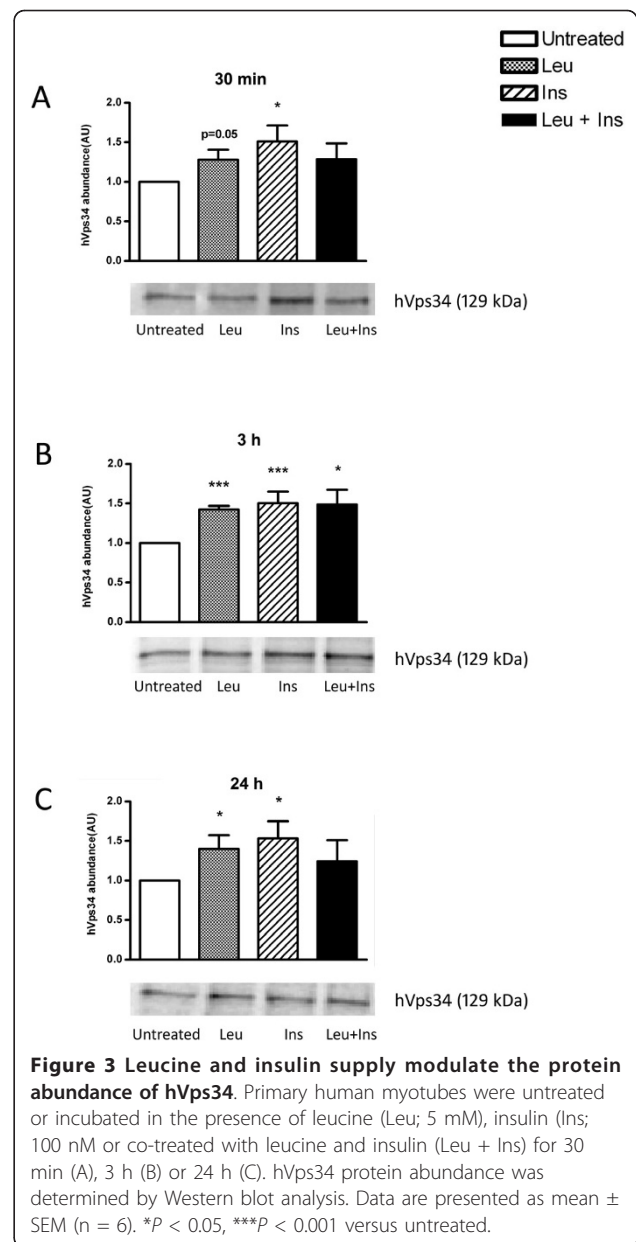 Untreated
Leu
Ins
Leu + Ins
A
30 min
hVps34 abundance(AU)
2.0
1.5
1.0
0.5
0.0
p=0.05
*
hVps34 (129 kDa)
Untreated Leu Ins Leu+Ins
B
3 h
hVps34 abundance(AU)
2.0
1.5
1.0
0.5
0.0
*** *** *
hVps34 (129 kDa)
Untreated Leu Ins Leu+Ins
C
24 h
hVps34 abundance(AU)
2.0
1.5
1.0
0.5
0.0
* *
hVps34 (129 kDa)
Untreated Leu Ins Leu+Ins
Figure 3 Leucine and insulin supply modulate the protein
abundance of hVps34. Primary human myotubes were untreated
or incubated in the presence of leucine (Leu; 5 mM), insulin (Ins;
100 nM or co-treated with leucine and insulin (Leu + Ins) for 30
min (A), 3 h (B) or 24 h (C). hVps34 protein abundance was
determined by Western blot analysis. Data are presented as mean ±
SEM (n = 6). *P < 0.05, ***P < 0.001 versus untreated.